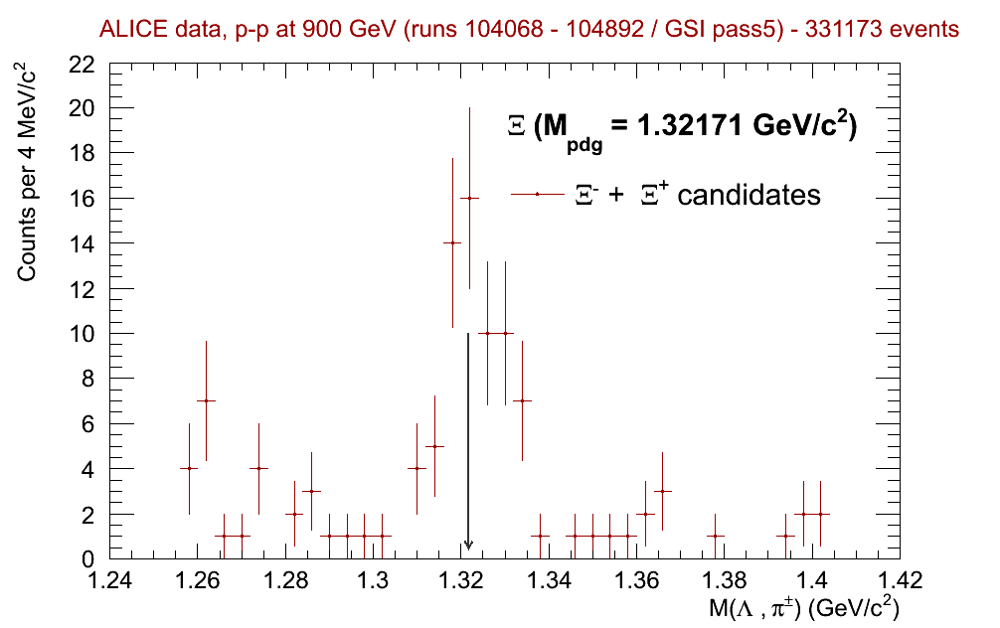 ALICE data, p-p at 900 GeV (runs 104068 - 104892 / GSI pass5) - 331173 events
Counts per 4 MeV/c²
22
20
18
16
14
12
10
8
6
4
2
0
Ξ (M_pdg = 1.32171 GeV/c²)
Ξ⁻ + Ξ⁺ candidates
1.24 1.26 1.28 1.3 1.32 1.34 1.36 1.38 1.4 1.42
M(Λ , π±) (GeV/c²)